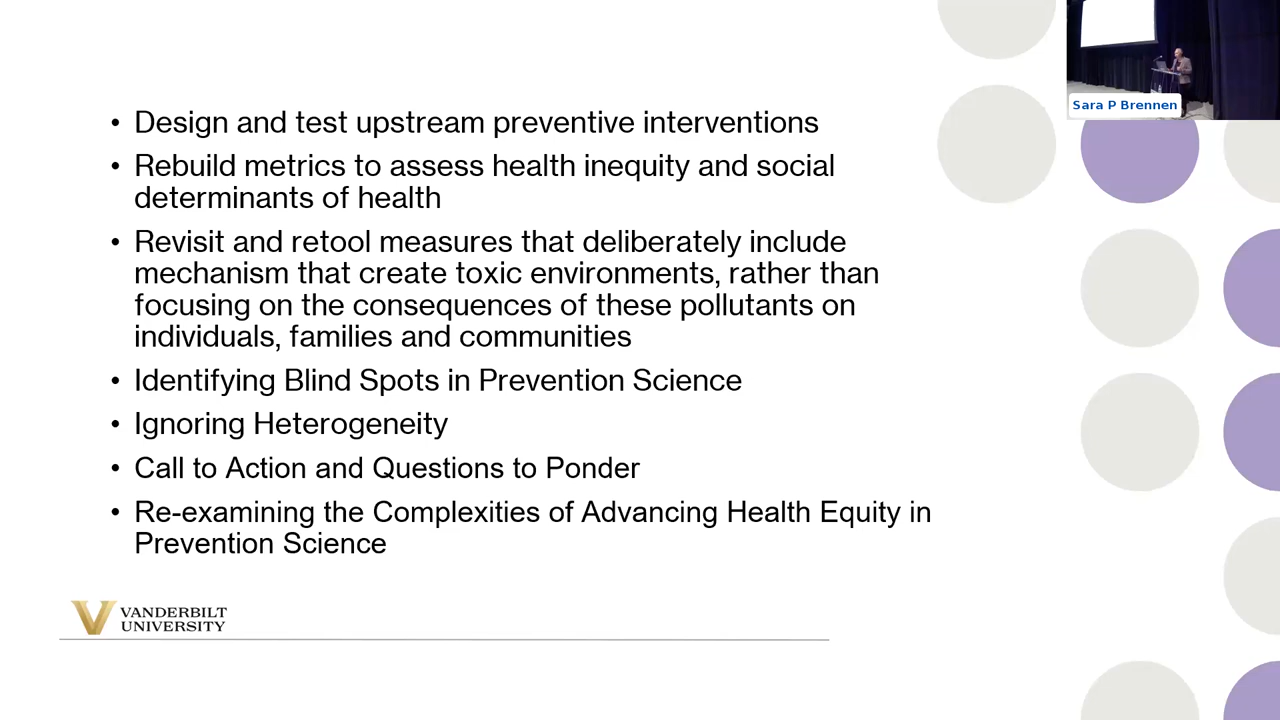 Sara P Brennen
• Design and test upstream preventive interventions
• Rebuild metrics to assess health inequity and social
determinants of health
• Revisit and retool measures that deliberately include
mechanism that create toxic environments, rather than
focusing on the consequences of these pollutants on
individuals, families and communities
• Identifying Blind Spots in Prevention Science
• Ignoring Heterogeneity
• Call to Action and Questions to Ponder
• Re-examining the Complexities of Advancing Health Equity in
Prevention Science
VANDERBILT
UNIVERSITY